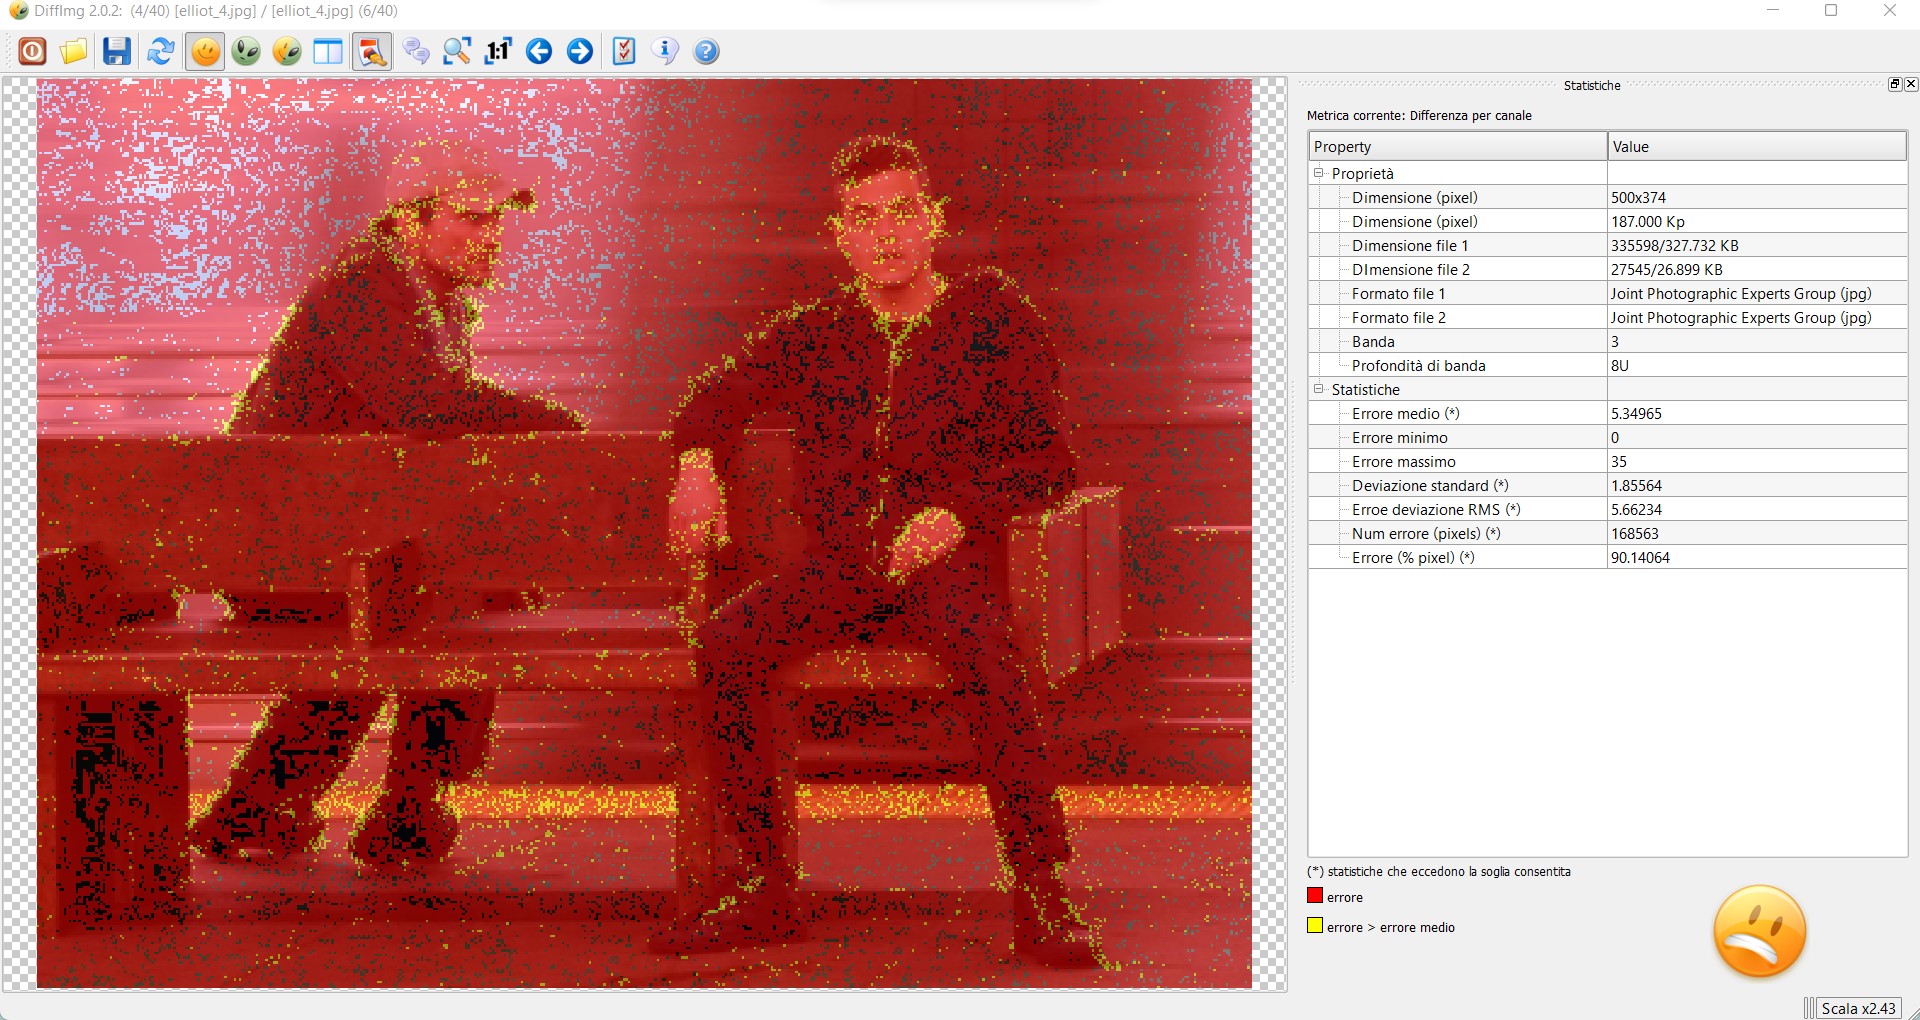 DiffImg 2.0.2: (4/40) [elliot_4.jpg] / [elliot_4.jpg] (6/40)
1:1
Statistiche
Metrica corrente: Differenza per canale
Property Value
Proprietà
Dimensione (pixel) 500x374
Dimensione (pixel) 187.000 Kp
Dimensione file 1 335598/327.732 KB
DImensione file 2 27545/26.899 KB
Formato file 1 Joint Photographic Experts Group (jpg)
Formato file 2 Joint Photographic Experts Group (jpg)
Banda 3
Profondità di banda 8U
Statistiche
Errore medio (*) 5.34965
Errore minimo 0
Errore massimo 35
Deviazione standard (*) 1.85564
Erroe deviazione RMS (*) 5.66234
Num errore (pixels) (*) 168563
Errore (% pixel) (*) 90.14064
(*) statistiche che eccedono la soglia consentita
errore
errore > errore medio
Scala x2.43